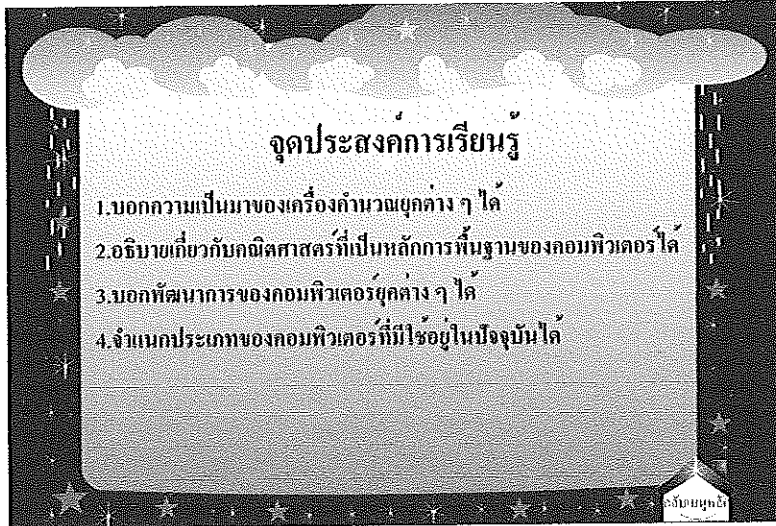 จุดประสงค์การเรียนรู้
1.บอกความเป็นมาของเครื่องคำนวณยุคต่าง ๆ ได้
2.อธิบายเกี่ยวกับคณิตศาสตร์ที่เป็นหลักการพื้นฐานของคอมพิวเตอร์ได้
3.บอกพัฒนาการของคอมพิวเตอร์ยุคต่าง ๆ ได้
4.จำแนกประเภทของคอมพิวเตอร์ที่มีใช้อยู่ในปัจจุบันได้